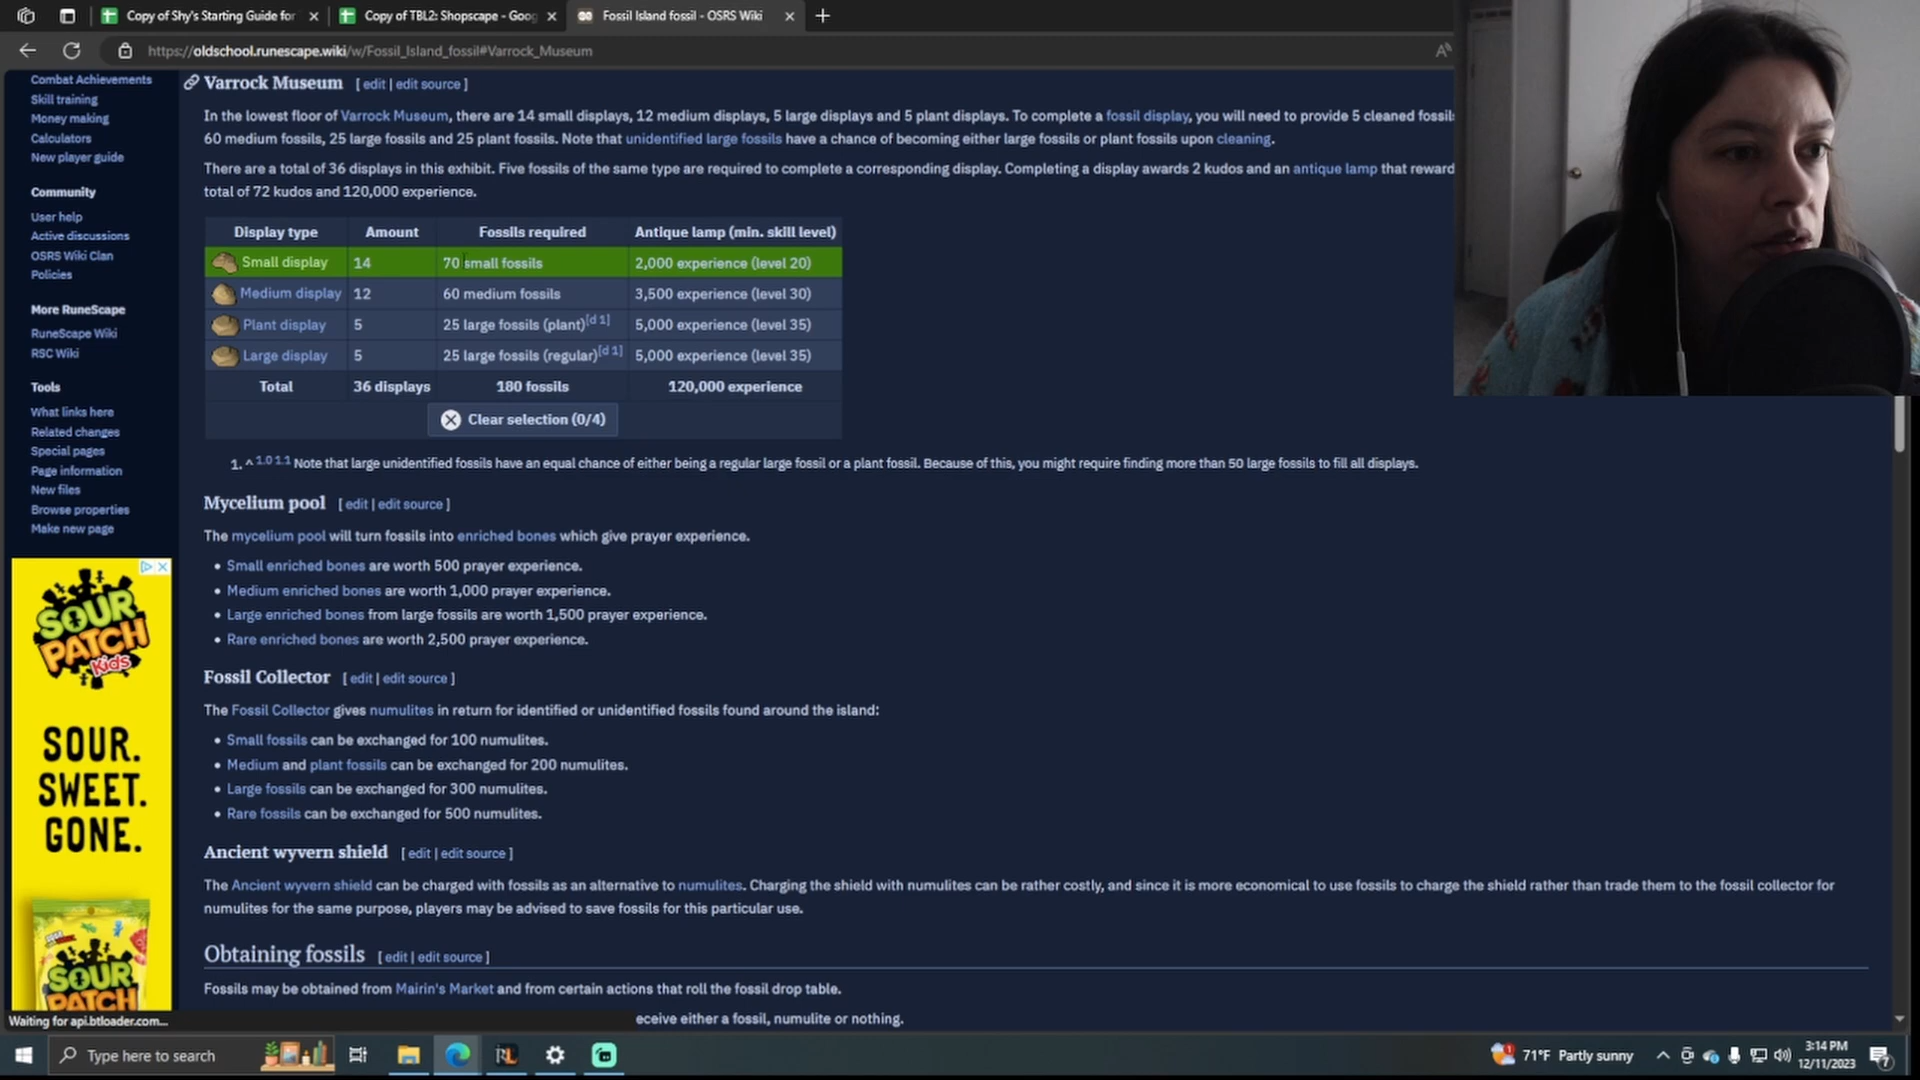 Copy of Shy's Starting Guide for
Copy of TBL2: Shopscape - Goog
Fossil Island fossil - OSRS Wiki
https://oldschool.runescape.wiki/w/Fossil_Island_fossil#Varrock_Museum
Combat Achievements
Skill training
Money making
Calculators
New player guide
Community
User help
Active discussions
OSRS Wiki Clan
Policies
More RuneScape
RuneScape Wiki
RSC Wiki
Tools
What links here
Related changes
Special pages
Page information
New files
Browse properties
Make new page
SOUR PATCH Kids
SOUR.
SWEET.
GONE.
SOUR PATCH
Waiting for api.btloader.com...
Varrock Museum [ edit | edit source ]
In the lowest floor of Varrock Museum, there are 14 small displays, 12 medium displays, 5 large displays and 5 plant displays. To complete a fossil display, you will need to provide 5 cleaned fossils
60 medium fossils, 25 large fossils and 25 plant fossils. Note that unidentified large fossils have a chance of becoming either large fossils or plant fossils upon cleaning.
There are a total of 36 displays in this exhibit. Five fossils of the same type are required to complete a corresponding display. Completing a display awards 2 kudos and an antique lamp that reward
total of 72 kudos and 120,000 experience.
Display type Amount Fossils required Antique lamp (min. skill level)
Small display 14 70 small fossils 2,000 experience (level 20)
Medium display 12 60 medium fossils 3,500 experience (level 30)
Plant display 5 25 large fossils (plant)[d 1] 5,000 experience (level 35)
Large display 5 25 large fossils (regular)[d 1] 5,000 experience (level 35)
Total 36 displays 180 fossils 120,000 experience
Clear selection (0/4)
1. ^ 1.0 1.1 Note that large unidentified fossils have an equal chance of either being a regular large fossil or a plant fossil. Because of this, you might require finding more than 50 large fossils to fill all displays.
Mycelium pool [ edit | edit source ]
The mycelium pool will turn fossils into enriched bones which give prayer experience.
• Small enriched bones are worth 500 prayer experience.
• Medium enriched bones are worth 1,000 prayer experience.
• Large enriched bones from large fossils are worth 1,500 prayer experience.
• Rare enriched bones are worth 2,500 prayer experience.
Fossil Collector [ edit | edit source ]
The Fossil Collector gives numulites in return for identified or unidentified fossils found around the island:
• Small fossils can be exchanged for 100 numulites.
• Medium and plant fossils can be exchanged for 200 numulites.
• Large fossils can be exchanged for 300 numulites.
• Rare fossils can be exchanged for 500 numulites.
Ancient wyvern shield [ edit | edit source ]
The Ancient wyvern shield can be charged with fossils as an alternative to numulites. Charging the shield with numulites can be rather costly, and since it is more economical to use fossils to charge the shield rather than trade them to the fossil collector for
numulites for the same purpose, players may be advised to save fossils for this particular use.
Obtaining fossils [ edit | edit source ]
Fossils may be obtained from Mairin's Market and from certain actions that roll the fossil drop table.
eceive either a fossil, numulite or nothing.
Type here to search
71°F Partly sunny
3:14 PM
12/11/2023